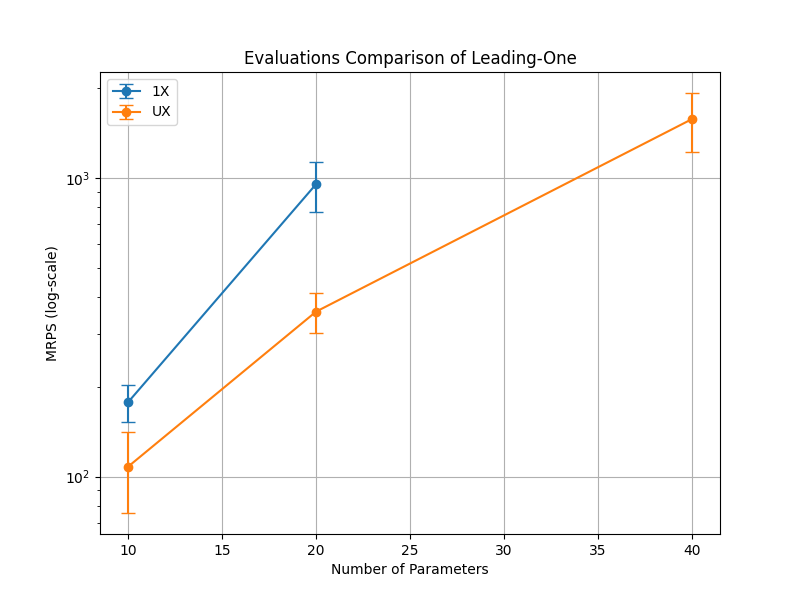 Evaluations Comparison of Leading-One
1X
UX
10³
10²
MRPS (log-scale)
10 15 20 25 30 35 40
Number of Parameters